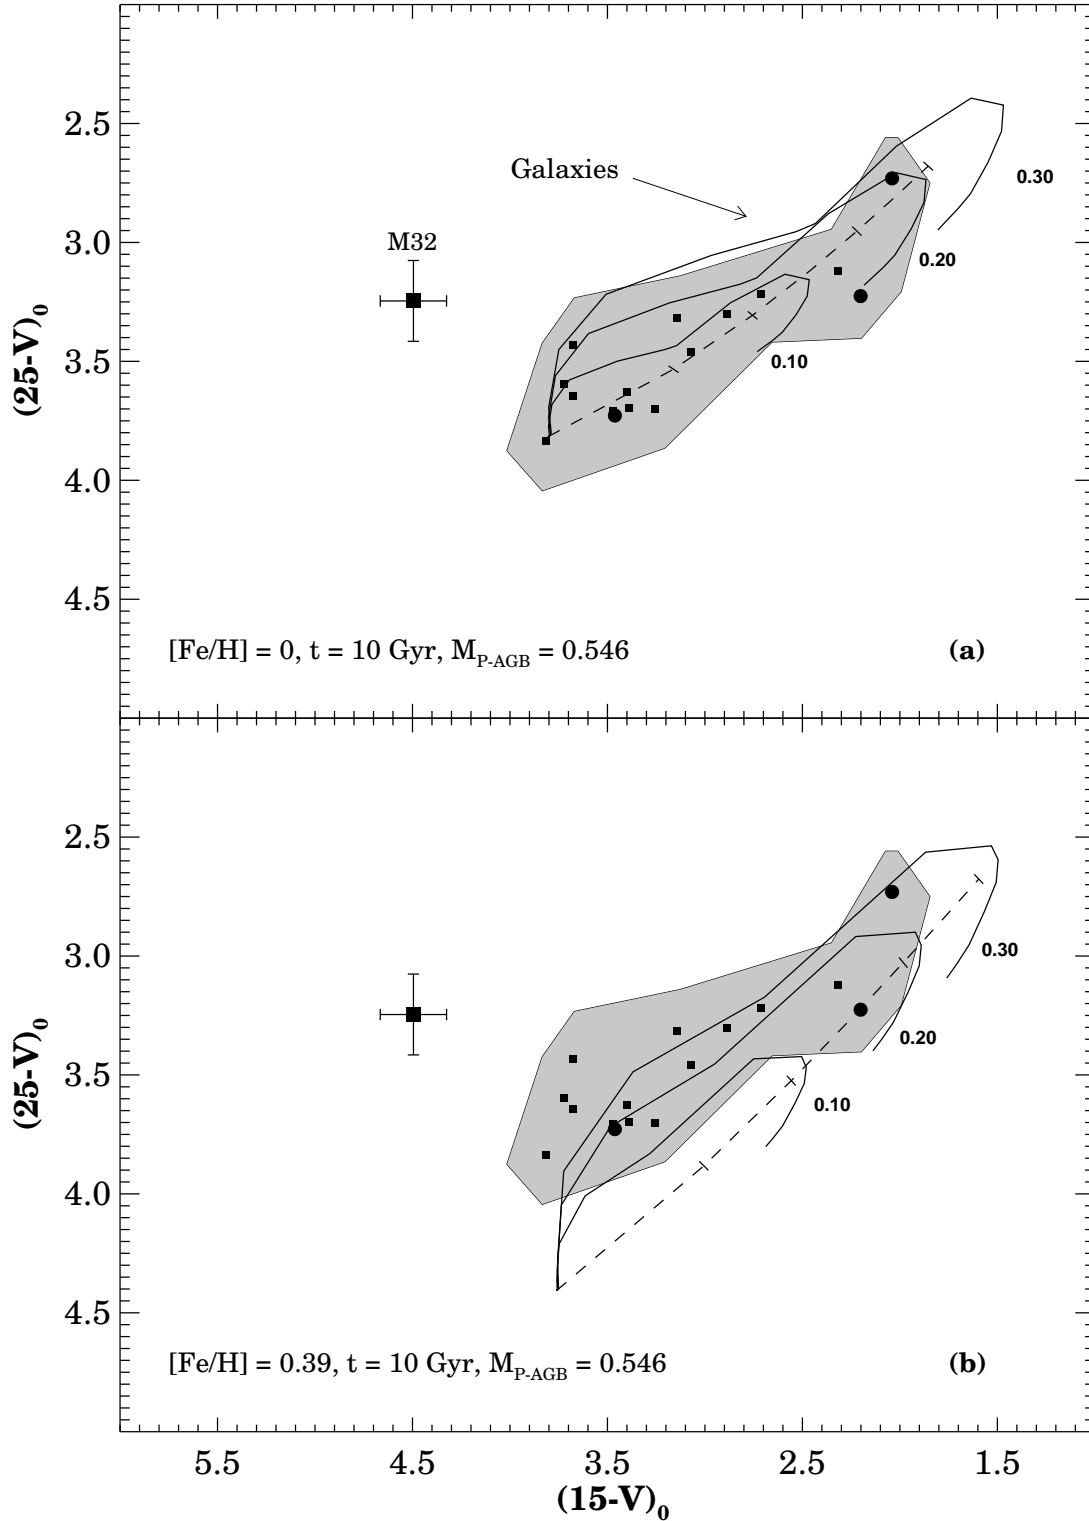 2.5
Galaxies
0.30
3.0
M32
0.20
(25-V)0
3.5
0.10
4.0
4.5
[Fe/H] = 0, t = 10 Gyr, MP-AGB = 0.546 (a)
2.5
3.0
0.30
0.20
(25-V)0
3.5
0.10
4.0
4.5
[Fe/H] = 0.39, t = 10 Gyr, MP-AGB = 0.546 (b)
5.5 4.5 3.5 2.5 1.5
(15-V)0